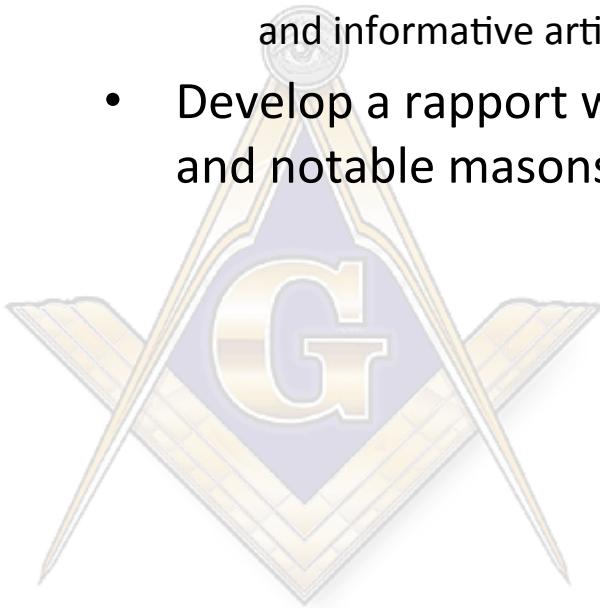 and informative arti
• Develop a rapport w
and notable masons
G